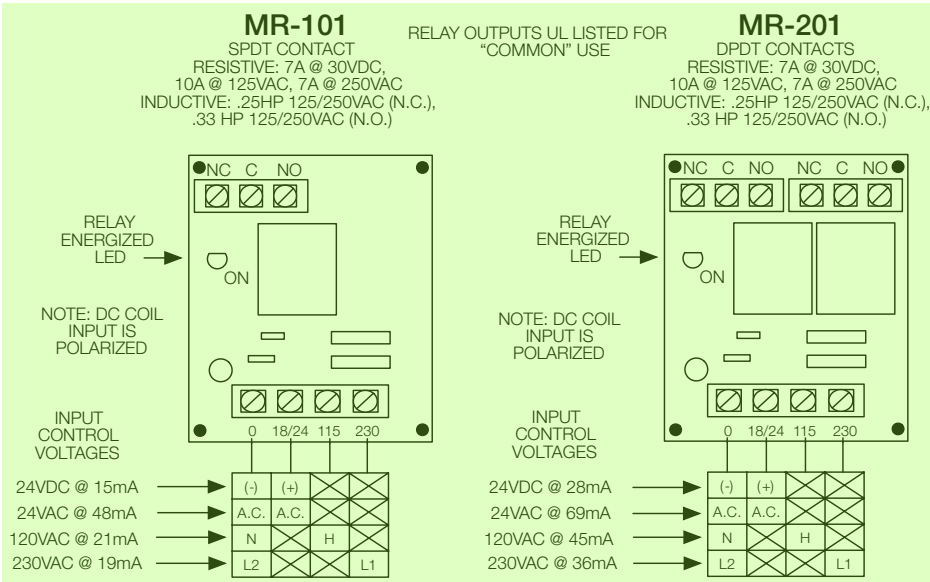 MR-101
SPDT CONTACT
RESISTIVE: 7A @ 30VDC,
10A @ 125VAC, 7A @ 250VAC
INDUCTIVE: .25HP 125/250VAC (N.C.),
.33 HP 125/250VAC (N.O.)
RELAY OUTPUTS UL LISTED FOR
“COMMON” USE
MR-201
DPDT CONTACTS
RESISTIVE: 7A @ 30VDC,
10A @ 125VAC, 7A @ 250VAC
INDUCTIVE: .25HP 125/250VAC (N.C.),
.33 HP 125/250VAC (N.O.)
NC C NO
RELAY
ENERGIZED
LED
ON
NOTE: DC COIL
INPUT IS
POLARIZED
INPUT
CONTROL
VOLTAGES
0 18/24 115 230
24VDC @ 15mA (-) (+)
24VAC @ 48mA A.C. A.C.
120VAC @ 21mA N H
230VAC @ 19mA L2 L1
NC C NO NC C NO
RELAY
ENERGIZED
LED
ON
NOTE: DC COIL
INPUT IS
POLARIZED
INPUT
CONTROL
VOLTAGES
0 18/24 115 230
24VDC @ 28mA (-) (+)
24VAC @ 69mA A.C. A.C.
120VAC @ 45mA N H
230VAC @ 36mA L2 L1